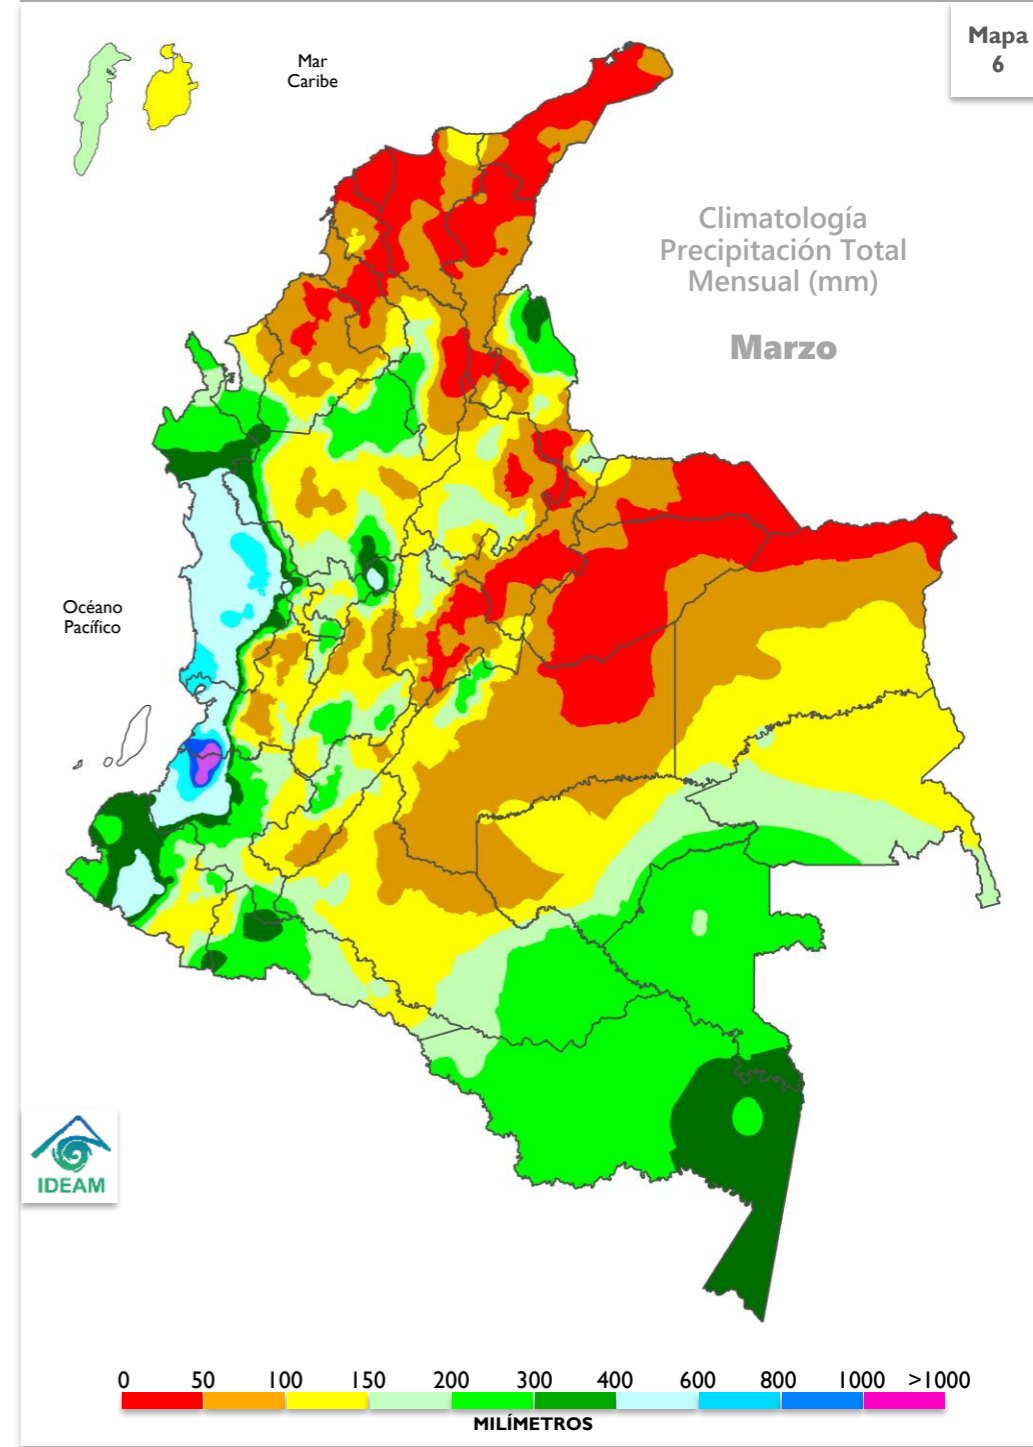 Mapa
6
Mar
Caribe
Climatología
Precipitación Total
Mensual (mm)
Marzo
Océano
Pacífico
IDEAM
0 50 100 150 200 300 400 600 800 1000 >1000
MILÍMETROS